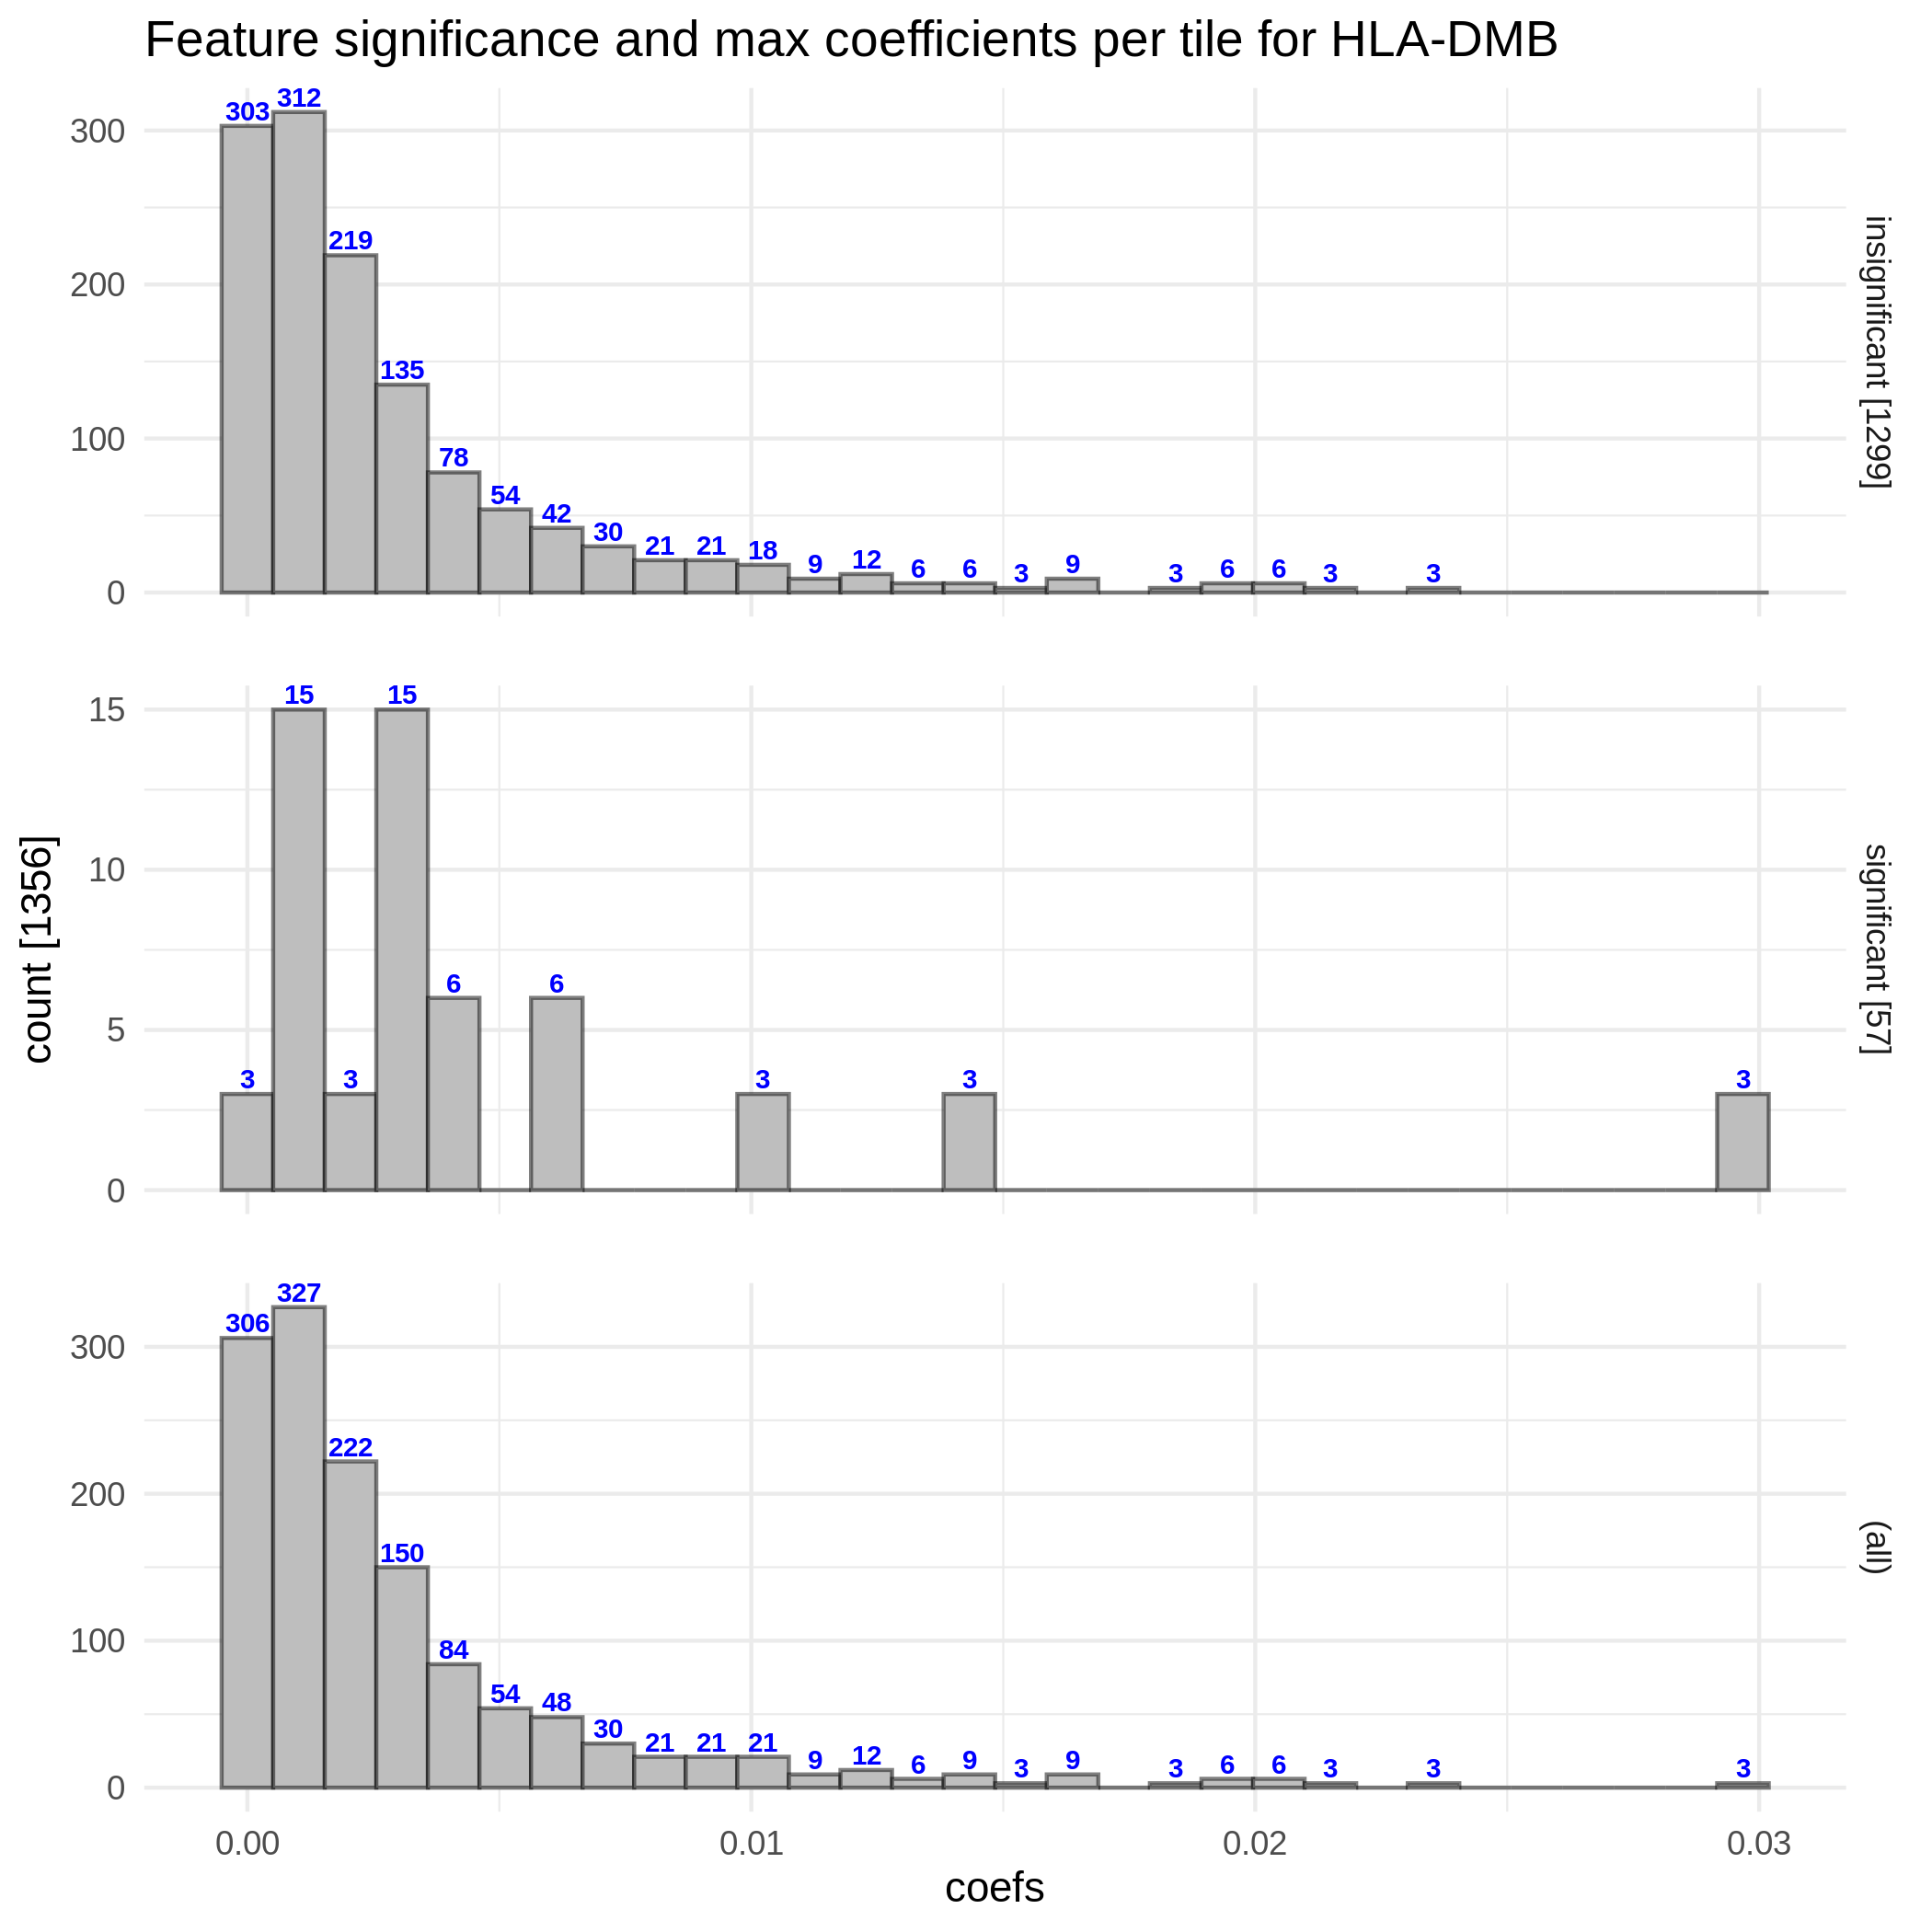 Feature significance and max coefficients per tile for HLA-DMB
303 312 219 135 78 54 42 30 21 21 18 9 12 6 6 3 9 3 6 6 3 3
300
200
100
0
insignificant [1299]
3 15 3 15 6 6 3 3 3
15
10
5
0
significant [57]
count [1356]
306 327 222 150 84 54 48 30 21 21 21 9 12 6 9 3 9 3 6 6 3 3 3
300
200
100
0
(all)
0.00 0.01 0.02 0.03
coefs